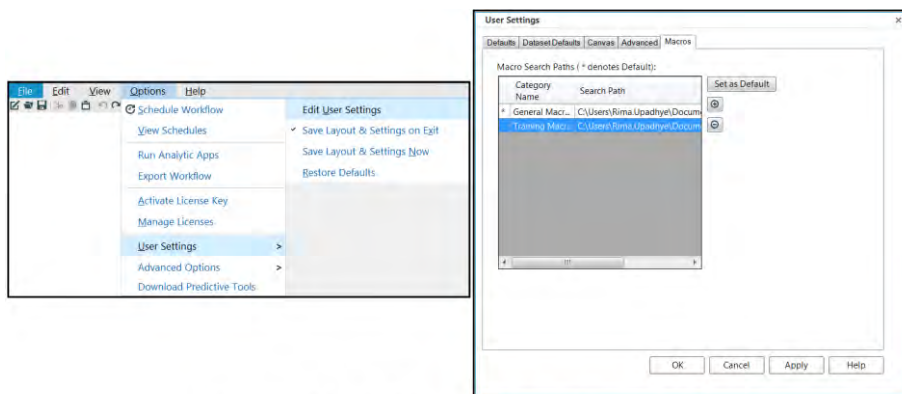 File Edit View Options Help
Schedule Workflow
View Schedules
Run Analytic Apps
Export Workflow
Activate License Key
Manage Licenses
User Settings >
Advanced Options >
Download Predictive Tools
Edit User Settings
Save Layout & Settings on Exit
Save Layout & Settings Now
Restore Defaults
User Settings
Defaults Dataset Defaults Canvas Advanced Macros
Macro Search Paths ( * denotes Default):
Category Name Search Path
* General Macr... C:\Users\Rima.Upadhye\Docum
Training Mac... C:\Users\Rima.Upadhye\Docum
Set as Default
OK Cancel Apply Help